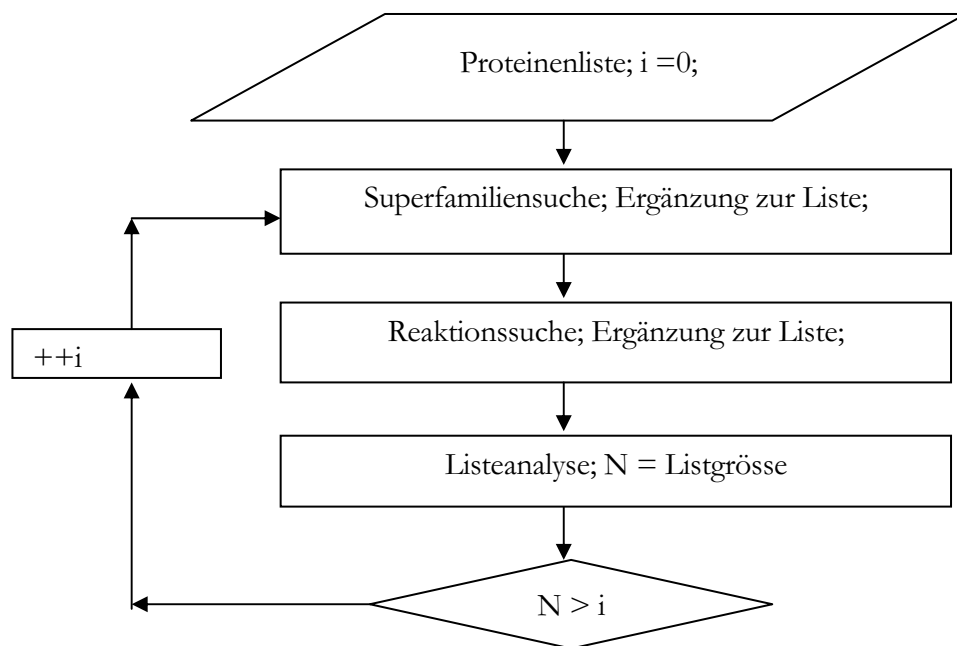 Proteinenliste; i =0;
Superfamiliensuche; Ergänzung zur Liste;
Reaktionssuche; Ergänzung zur Liste;
++i
Listeanalyse; N = Listgrösse
N > i